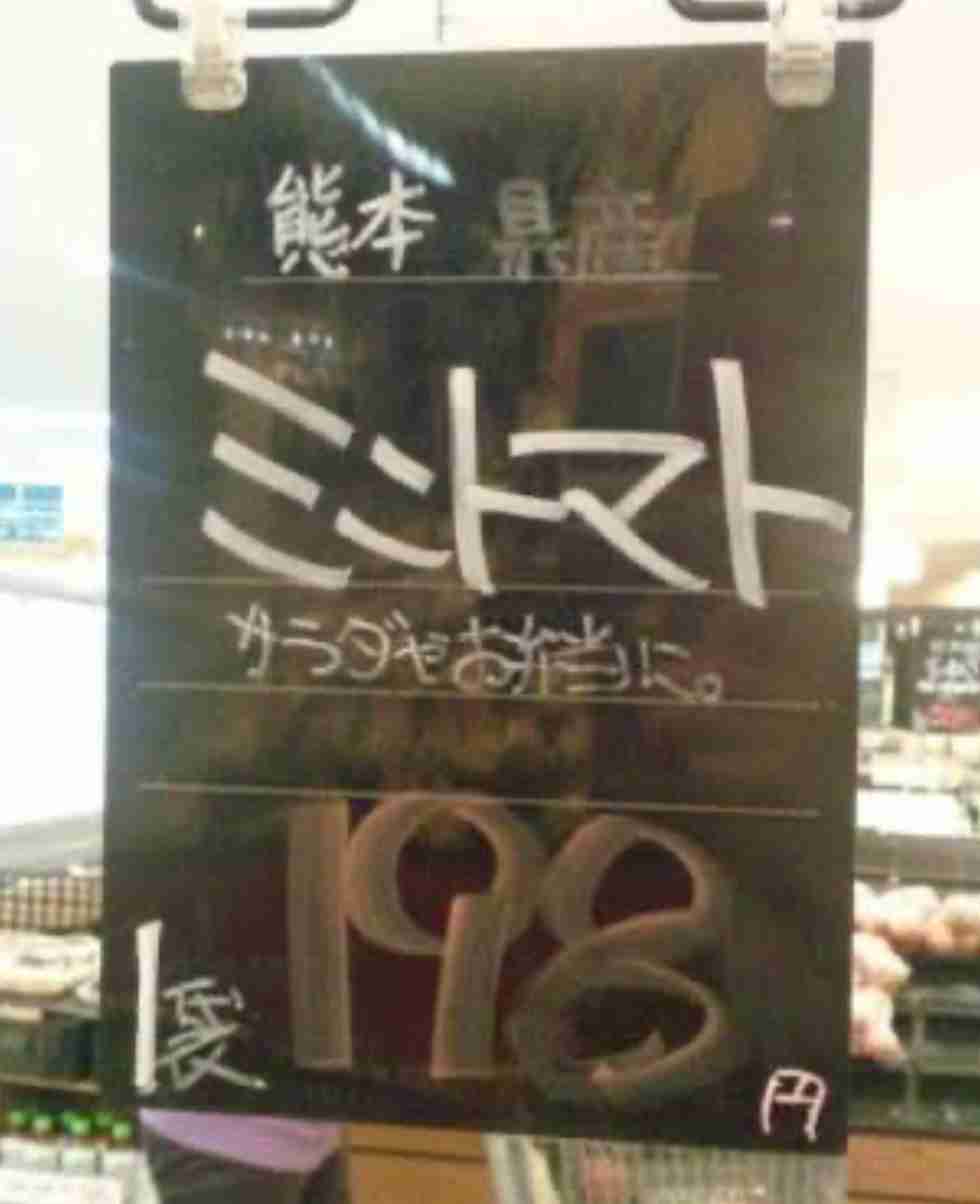 熊本 県産
ミニトマト
サラダやお弁当に。
1袋 198 円